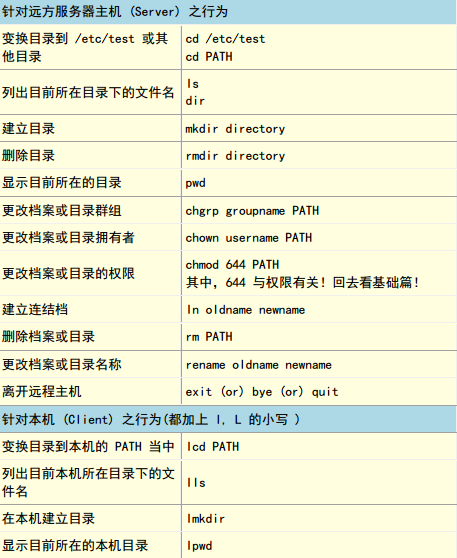 针对远方服务器主机 (Server) 之行为
变换目录到 /etc/test 或其
他目录
cd /etc/test
cd PATH
列出目前所在目录下的文件名
ls
dir
建立目录
mkdir directory
删除目录
rmdir directory
显示目前所在的目录
pwd
更改档案或目录群组
chgrp groupname PATH
更改档案或目录拥有者
chown username PATH
更改档案或目录的权限
chmod 644 PATH
其中, 644 与权限有关! 回去看基础篇!
建立连结档
ln oldname newname
删除档案或目录
rm PATH
更改档案或目录名称
rename oldname newname
离开远程主机
exit (or) bye (or) quit
针对本机 (Client) 之行为(都加上 l, L 的小写 )
变换目录到本机的 PATH 当中
lcd PATH
列出目前本机所在目录下的文
件名
lls
在本机建立目录
lmkdir
显示目前所在的本机目录
lpwd